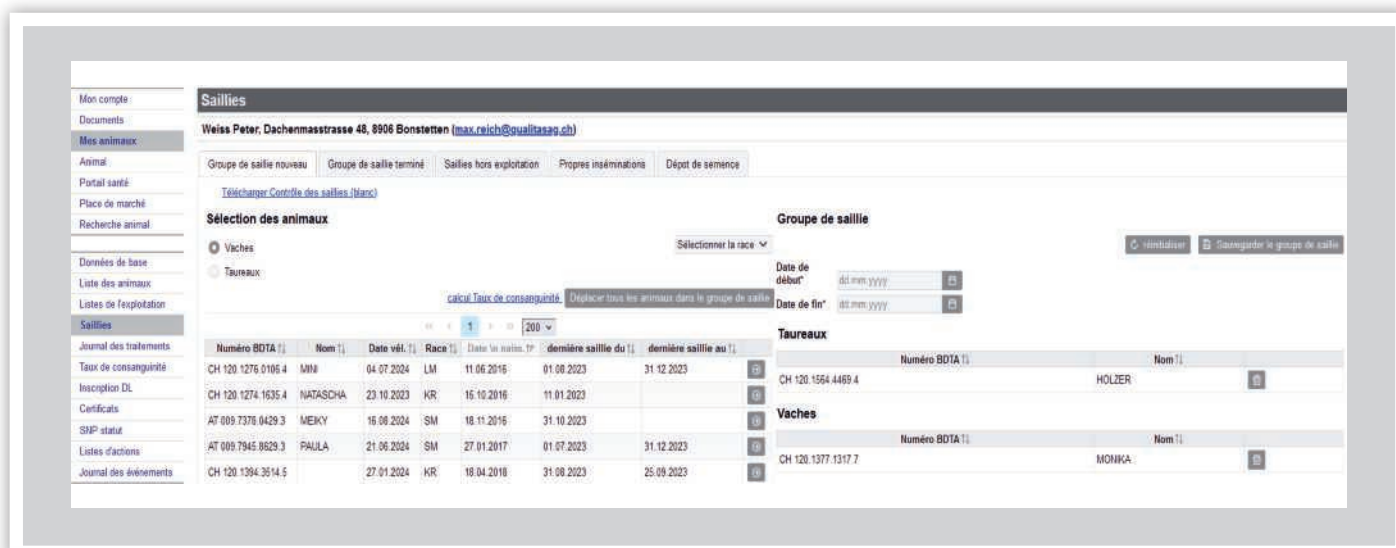 Mon compte
Documents
Mes animaux
Animal
Portail santé
Place de marché
Recherche animal
Données de base
Liste des animaux
Listes de l'exploitation
Saillies
Journal des traitements
Taux de consanguinité
Inscription DL
Certificats
SNP statut
Listes d'actions
Journal des événements
Saillies
Weiss Peter, Dachenmasstrasse 48, 8906 Bonstetten (max.reich@qualitasag.ch)
Groupe de saillie nouveau Groupe de saillie terminé Saillies hors exploitation Propres inséminations Dépot de semence
Télécharger Contrôle des saillies (blanc)
Sélection des animaux
Vaches
Sélectionner la race
Taureaux
calcul Taux de consanguinité Déplacer tous les animaux dans le groupe de saillie
1 200
Numéro BDTA Nom Date vél. Race Date de naiss. dernière saillie du dernière saillie au
CH 120.1276.0106.4 MINI 04.07.2024 LM 11.06.2016 01.08.2023 31.12.2023
CH 120.1274.1635.4 NATASCHA 23.10.2023 KR 15.10.2016 11.01.2023
AT 009.7378.0429.3 MEIKY 16.08.2024 SM 18.11.2016 31.10.2023
AT 009.7945.8629.3 PAULA 21.06.2024 SM 27.01.2017 01.07.2023 31.12.2023
CH 120.1394.3514.5 27.01.2024 KR 18.04.2018 31.08.2023 25.09.2023
Groupe de saillie
réinitialiser Sauvegarder le groupe de saillie
Date de
début* dd.mm.yyyy
Date de fin* dd.mm.yyyy
Taureaux
Numéro BDTA Nom
CH 120.1564.4469.4 HOLZER
Vaches
Numéro BDTA Nom
CH 120.1377.1317.7 MONIKA